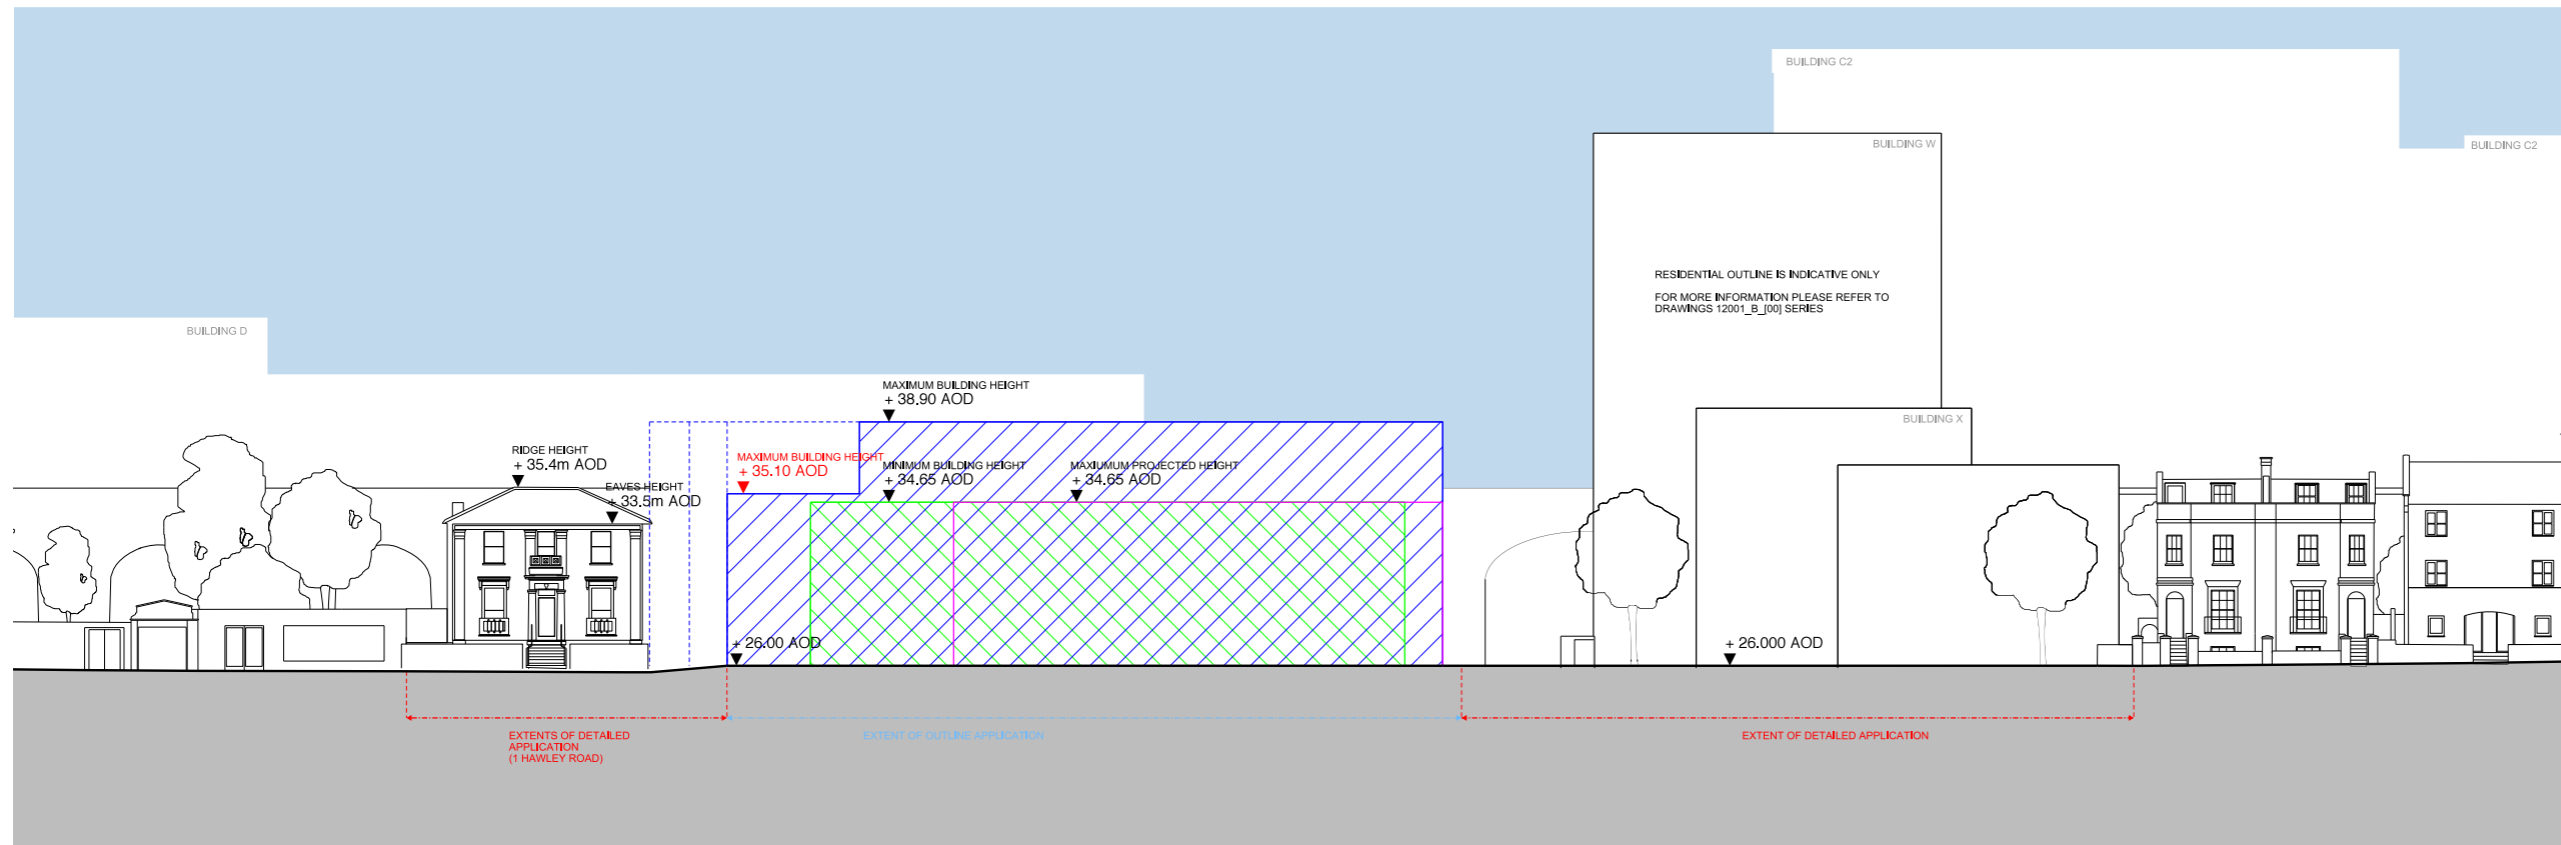 BUILDING C2
BUILDING W
BUILDING C2
RESIDENTIAL OUTLINE IS INDICATIVE ONLY
FOR MORE INFORMATION PLEASE REFER TO
DRAWINGS 12001_B_[00] SERIES
BUILDING D
MAXIMUM BUILDING HEIGHT
+ 38.90 AOD
BUILDING X
RIDGE HEIGHT
+ 35.4m AOD
MAXIMUM BUILDING HEIGHT
+ 35.10 AOD
MINIMUM BUILDING HEIGHT
+ 34.65 AOD
MAXIUMUM PROJECTED HEIGHT
+ 34.65 AOD
EAVES HEIGHT
+ 33.5m AOD
+ 26.00 AOD
+ 26.000 AOD
EXTENTS OF DETAILED
APPLICATION
(1 HAWLEY ROAD)
EXTENT OF OUTLINE APPLICATION
EXTENT OF DETAILED APPLICATION